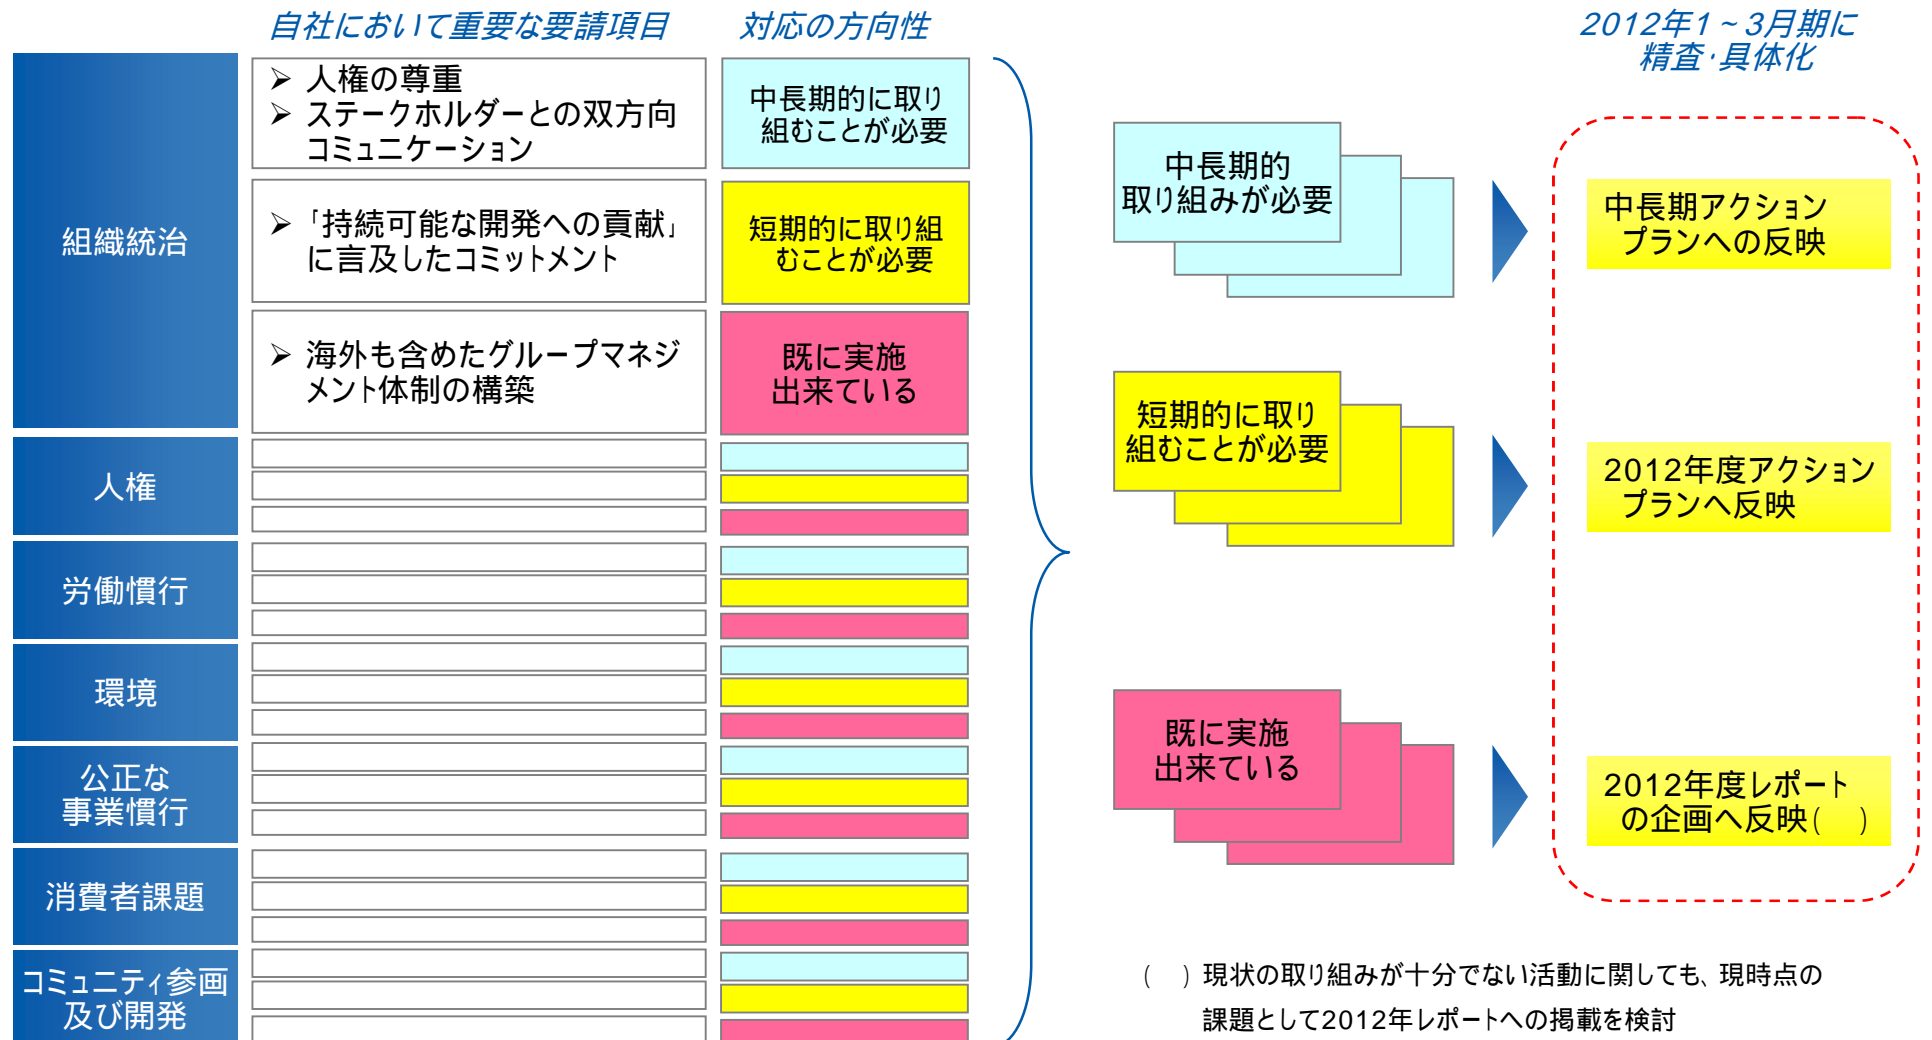 自社において重要な要請項目
対応の方向性
2012年1～3月期に
精査・具体化
組織統治
➢ 人権の尊重
➢ ステークホルダーとの双方向
コミュニケーション
中長期的に取り
組むことが必要
➢ 「持続可能な開発への貢献」
に言及したコミットメント
短期的に取り組
むことが必要
➢ 海外も含めたグループマネジ
メント体制の構築
既に実施
出来ている
人権
労働慣行
環境
公正な
事業慣行
消費者課題
コミュニティ参画
及び開発
中長期的
取り組みが必要
中長期アクション
プランへの反映
短期的に取り
組むことが必要
2012年度アクション
プランへ反映
既に実施
出来ている
2012年度レポート
の企画へ反映(　)
(　) 現状の取り組みが十分でない活動に関しても、現時点の
課題として2012年レポートへの掲載を検討